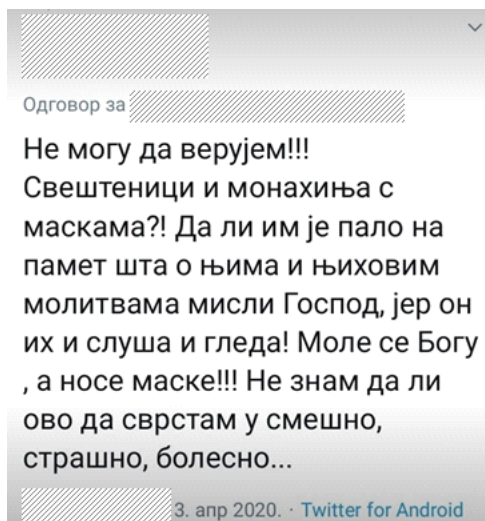 Одговор за
Не могу да верујем!!!
Свештеници и монахиња с
маскама?! Да ли им је пало на
памет шта о њима и њиховим
молитвама мисли Господ, јер он
их и слуша и гледа! Моле се Богу
, а носе маске!!! Не знам да ли
ово да сврстам у смешно,
страшно, болесно...
3. апр 2020. · Twitter for Android